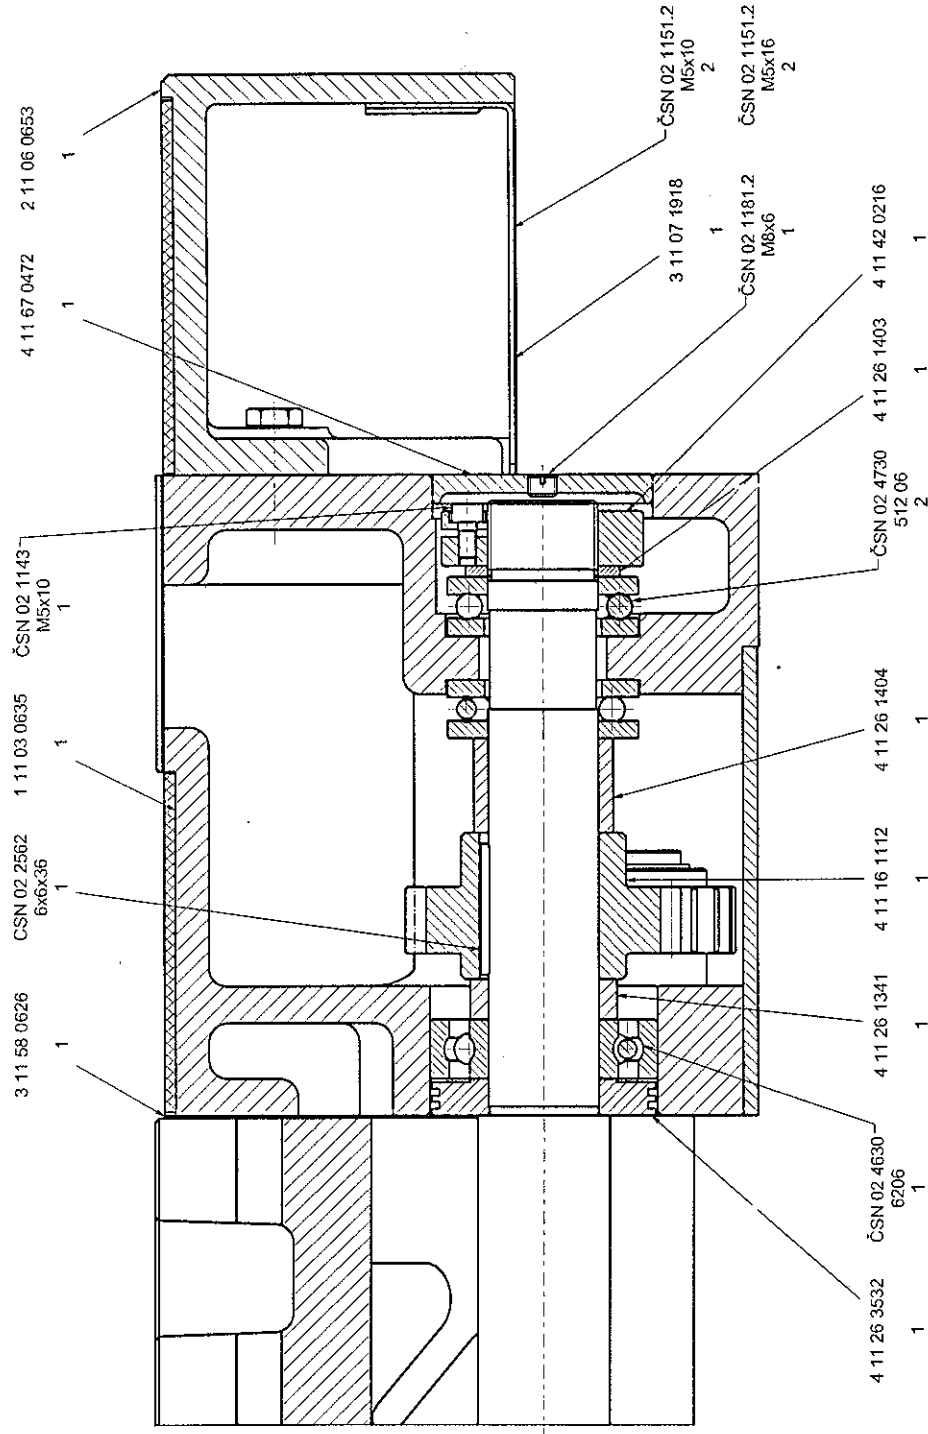 3 11 58 0626
1
ČSN 02 2562
6x6x36
1
1 11 03 0635
1
ČSN 02 1143
M5x10
1
4 11 67 0472
1
2 11 06 0653
1
4 11 26 3532
1
ČSN 02 4630
6206
1
4 11 26 1341
1
4 11 16 1112
1
4 11 26 1404
1
ČSN 02 4730
512 06
2
4 11 26 1403
1
4 11 42 0216
1
3 11 07 1918
1
ČSN 02 1181.2
M8x6
1
ČSN 02 1151.2
M5x10
2
ČSN 02 1151.2
M5x16
2